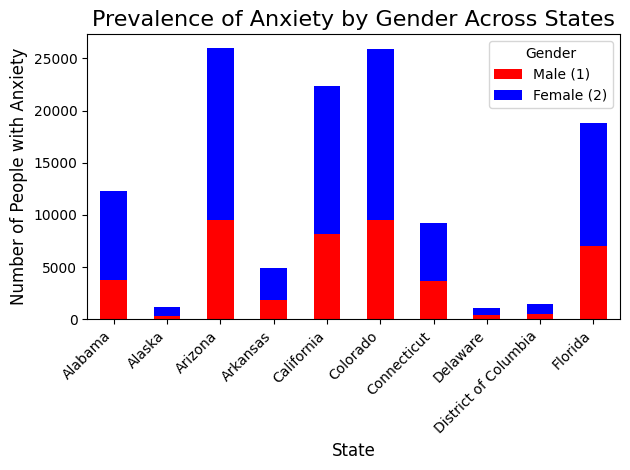 Prevalence of Anxiety by Gender Across States
Number of People with Anxiety
25000
20000
15000
10000
5000
0
Gender
Male (1)
Female (2)
Alabama
Alaska
Arizona
Arkansas
California
Colorado
Connecticut
Delaware
District of Columbia
Florida
State